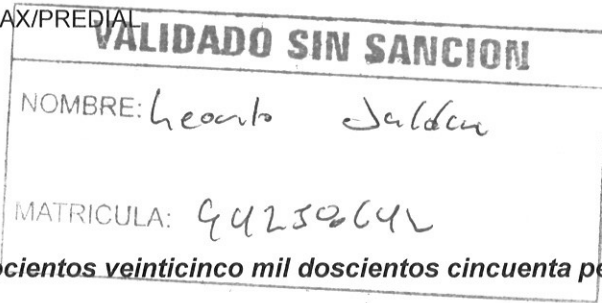 AX/PREDIAL
VALIDADO SIN SANCION
NOMBRE:
MATRICULA:
ocientos veinticinco mil doscientos cincuenta pe